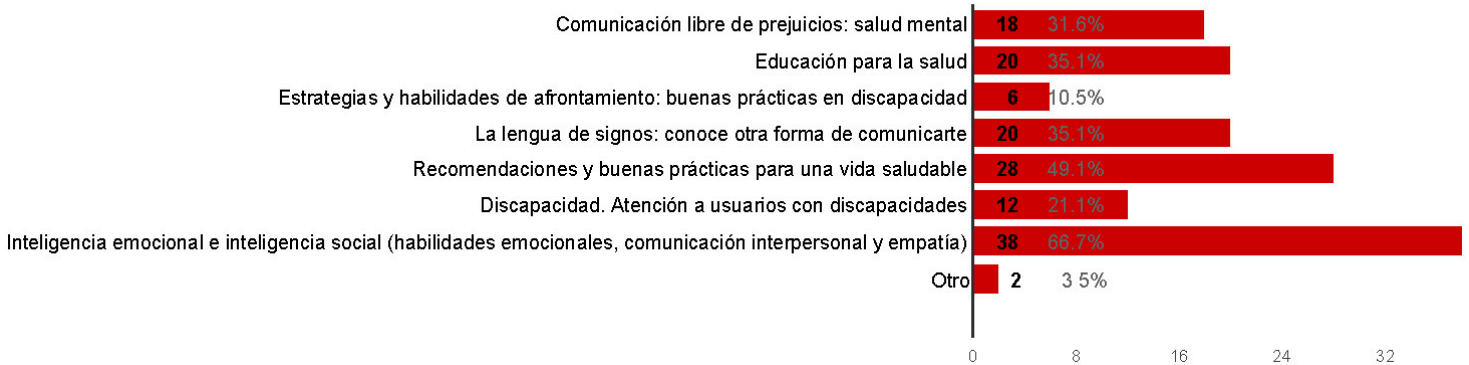 Comunicación libre de prejuicios: salud mental 18 31.6%
Educación para la salud 20 35.1%
Estrategias y habilidades de afrontamiento: buenas prácticas en discapacidad 6 10.5%
La lengua de signos: conoce otra forma de comunicarte 20 35.1%
Recomendaciones y buenas prácticas para una vida saludable 28 49.1%
Discapacidad. Atención a usuarios con discapacidades 12 21.1%
Inteligencia emocional e inteligencia social (habilidades emocionales, comunicación interpersonal y empatía) 38 66.7%
Otro 2 3 5%
0 8 16 24 32